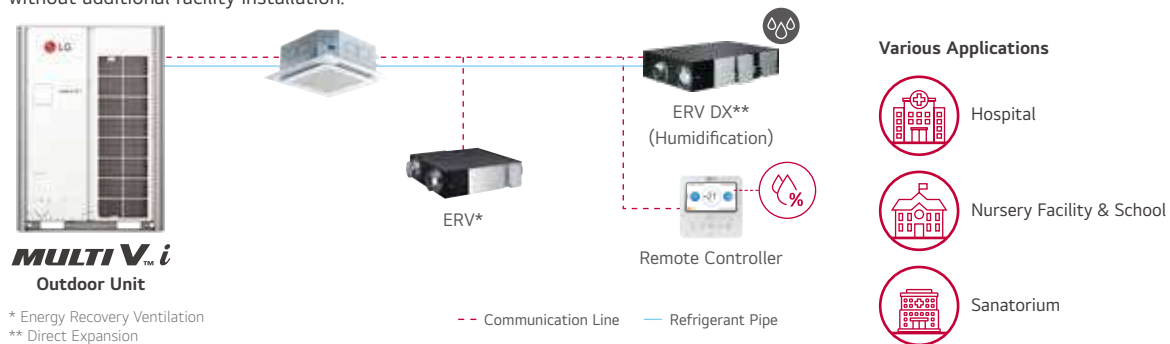 without additional facility installation.
LG
MULTI V™ i
Outdoor Unit
* Energy Recovery Ventilation
** Direct Expansion
ERV*
ERV DX**
(Humidification)
%
Remote Controller
Communication Line
Refrigerant Pipe
Various Applications
Hospital
Nursery Facility & School
Sanatorium